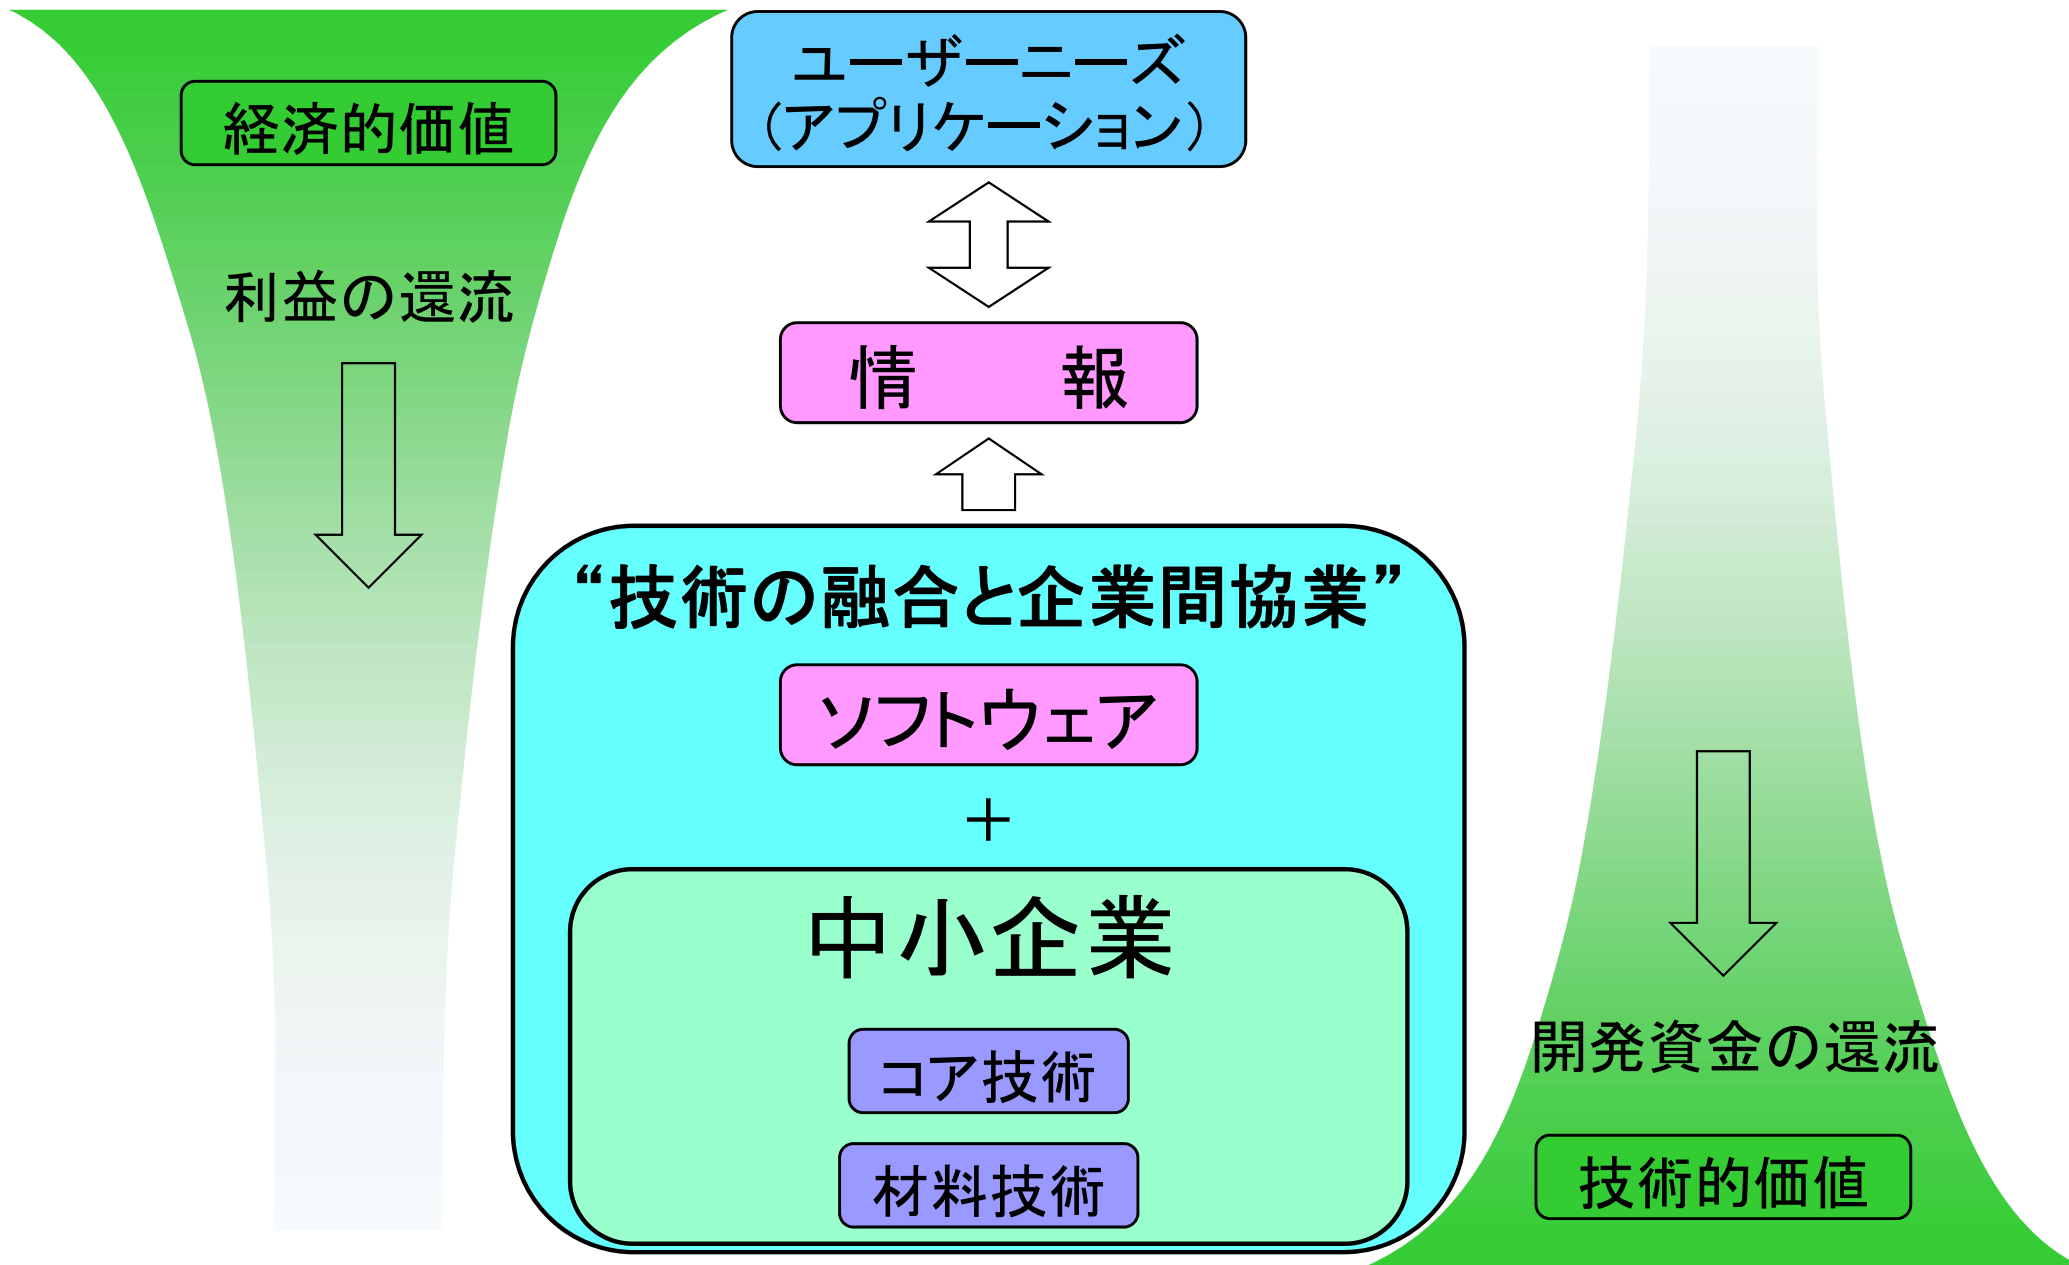 経済的価値
利益の還流
ユーザーニーズ
（アプリケーション）
情　報
“技術の融合と企業間協業”
ソフトウェア
＋
中小企業
コア技術
材料技術
開発資金の還流
技術的価値